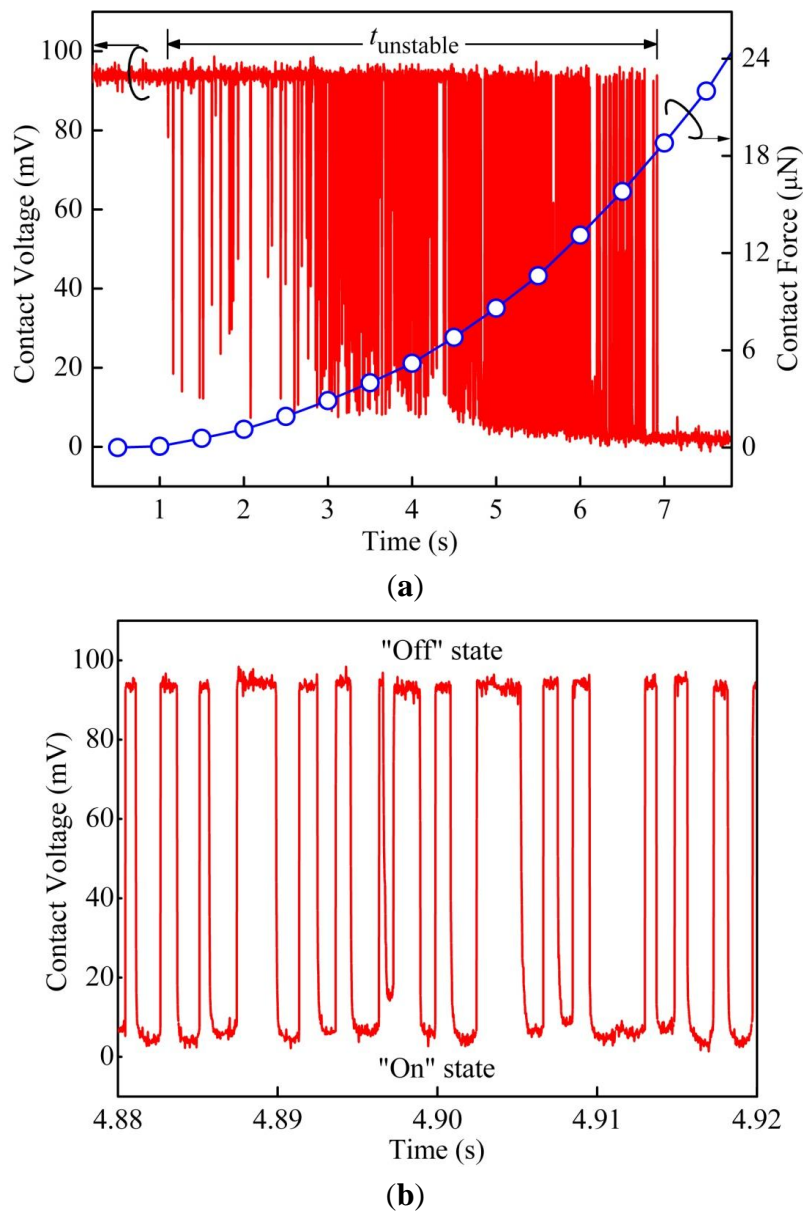 t unstable
100
80
60
40
20
0
Contact Voltage (mV)
24
18
12
6
0
Contact Force (μN)
1 2 3 4 5 6 7
Time (s)
(a)
"Off" state
100
80
60
40
20
0
Contact Voltage (mV)
"On" state
4.88 4.89 4.90 4.91 4.92
Time (s)
(b)